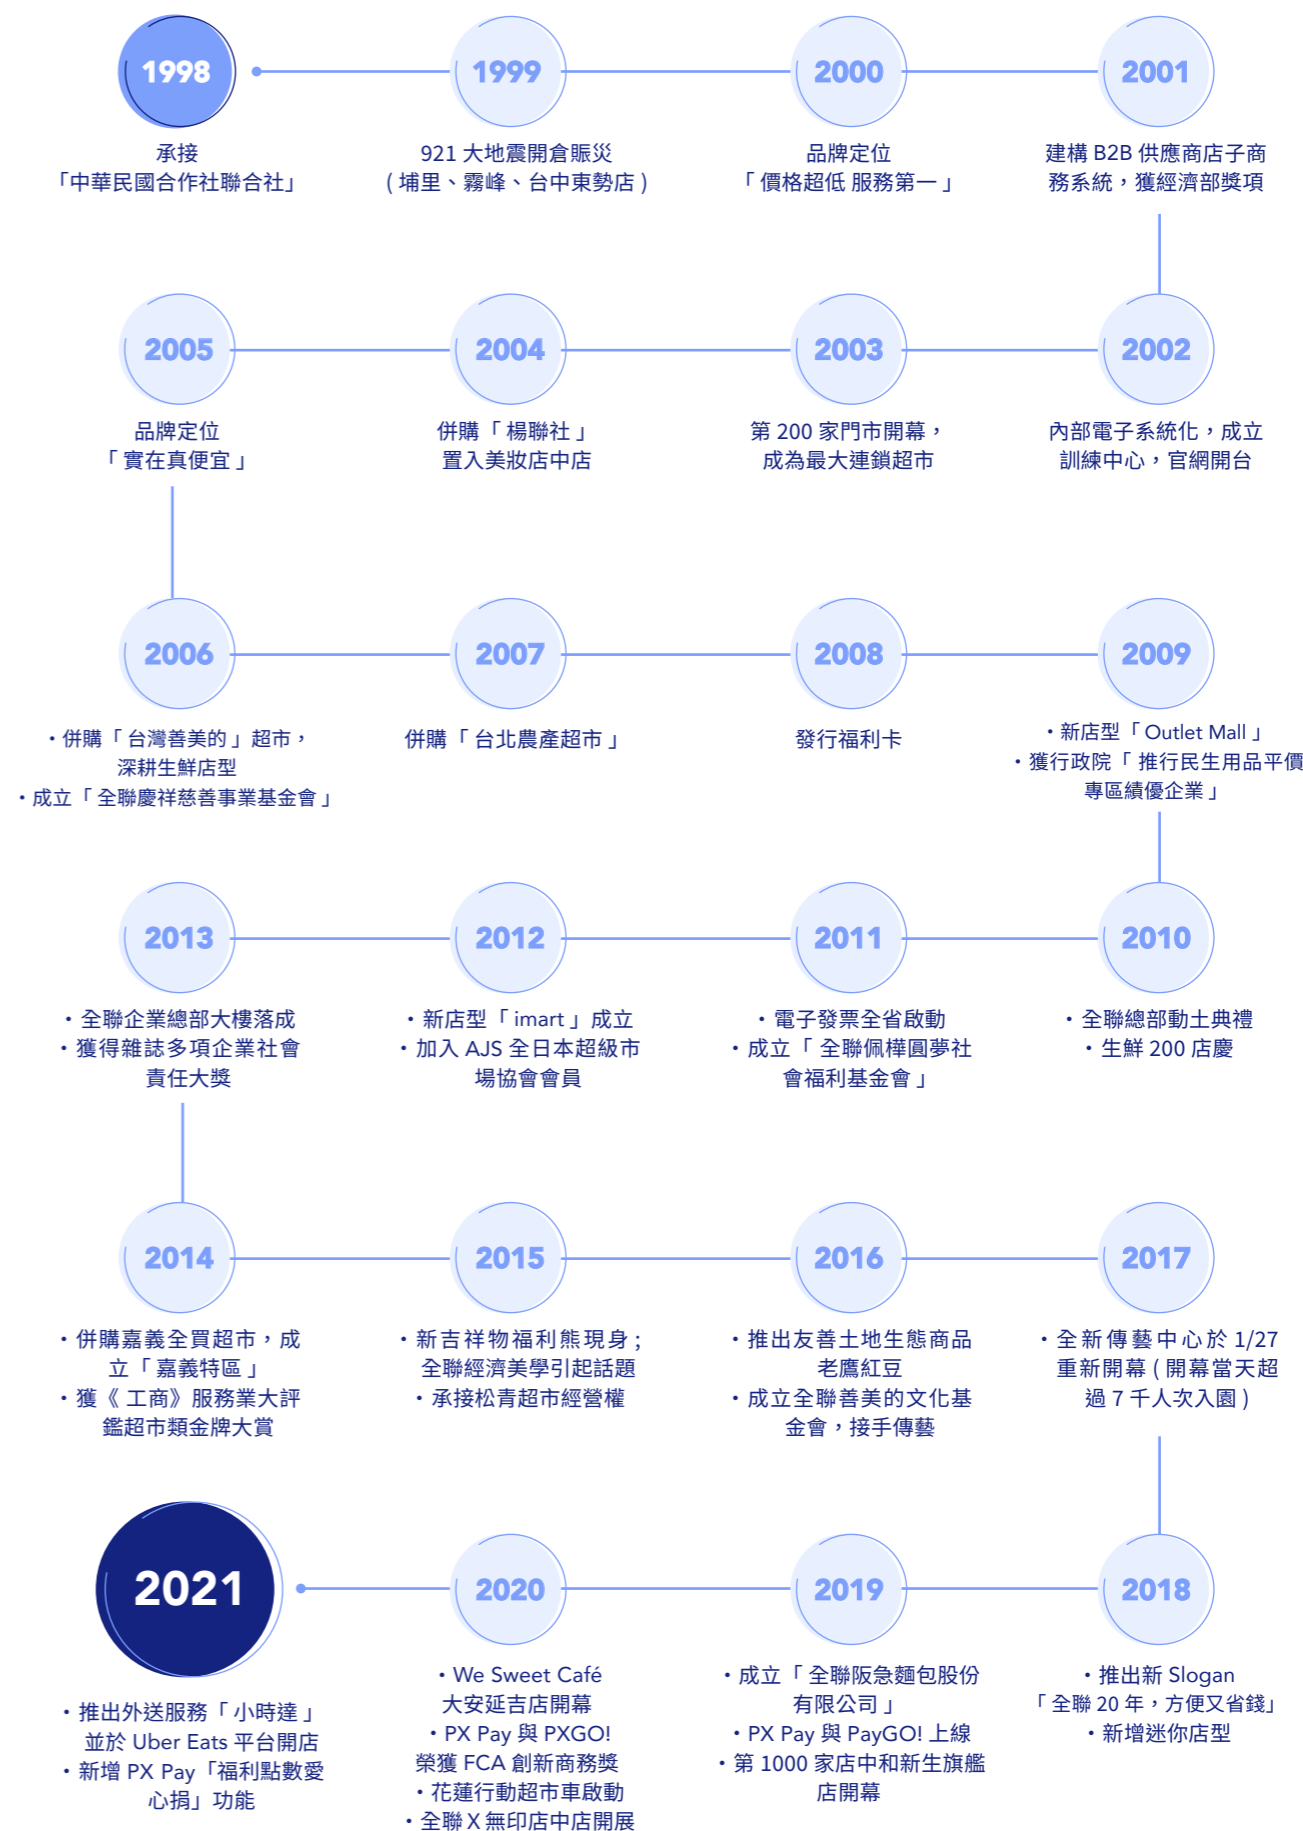 1998
承接
「中華民國合作社聯合社」
1999
921 大地震開倉賑災
( 埔里、霧峰、台中東勢店 )
2000
品牌定位
「 價格超低 服務第一 」
2001
建構 B2B 供應商店子商
務系統，獲經濟部獎項
2002
內部電子系統化，成立
訓練中心，官網開台
2003
第 200 家門市開幕，
成為最大連鎖超市
2004
併購「 楊聯社 」
置入美妝店中店
2005
品牌定位
「 實在真便宜 」
2006
・併購「 台灣善美的 」超市，
深耕生鮮店型
・成立「 全聯慶祥慈善事業基金會 」
2007
併購「 台北農產超市 」
2008
發行福利卡
2009
・新店型「 Outlet Mall 」
・獲行政院「 推行民生用品平價
專區績優企業 」
2010
・全聯總部動土典禮
・生鮮 200 店慶
2011
・電子發票全省啟動
・成立「 全聯佩樺圓夢社
會福利基金會 」
2012
・新店型「 imart 」成立
・加入 AJS 全日本超級市
場協會會員
2013
・全聯企業總部大樓落成
・獲得雜誌多項企業社會
責任大獎
2014
・併購嘉義全買超市，成
立「 嘉義特區 」
・獲《 工商》服務業大評
鑑超市類金牌大賞
2015
・新吉祥物福利熊現身 ;
全聯經濟美學引起話題
・承接松青超市經營權
2016
・推出友善土地生態商品
老鷹紅豆
・成立全聯善美的文化基
金會，接手傳藝
2017
・全新傳藝中心於 1/27
重新開幕 ( 開幕當天超
過 7 千人次入園 )
2018
・推出新 Slogan
「 全聯 20 年，方便又省錢」
・新增迷你店型
2019
・成立「 全聯阪急麵包股份
有限公司 」
・PX Pay 與 PayGO! 上線
・第 1000 家店中和新生旗艦
店開幕
2020
・We Sweet Café
大安延吉店開幕
・PX Pay 與 PXGO!
榮獲 FCA 創新商務獎
・花蓮行動超市車啟動
・全聯 X 無印店中店開展
2021
・推出外送服務「 小時達 」
並於 Uber Eats 平台開店
・新增 PX Pay「福利點數愛
心捐」功能